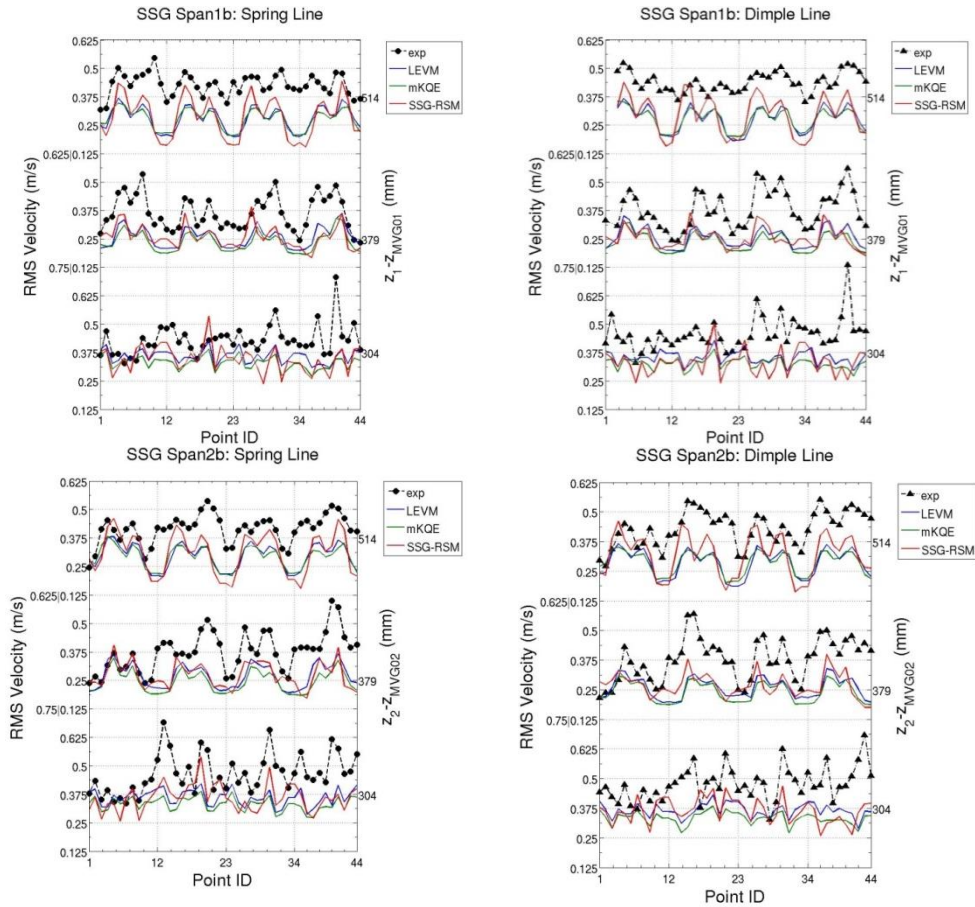 SSG Span1b: Spring Line
0.625
0.5
0.375
0.25
0.625|0.125
0.5
0.375
0.25
0.75|0.125
0.625
0.5
0.375
0.25
0.125
RMS Velocity (m/s)
514
379
304
z1-zMVG01 (mm)
1 12 23 34 44
Point ID
exp
LEVM
mKQE
SSG-RSM
SSG Span1b: Dimple Line
0.625
0.5
0.375
0.25
0.625|0.125
0.5
0.375
0.25
0.75|0.125
0.625
0.5
0.375
0.25
0.125
RMS Velocity (m/s)
514
379
304
z1-zMVG01 (mm)
1 12 23 34 44
Point ID
exp
LEVM
mKQE
SSG-RSM
SSG Span2b: Spring Line
0.625
0.5
0.375
0.25
0.625|0.125
0.5
0.375
0.25
0.75|0.125
0.625
0.5
0.375
0.25
0.125
RMS Velocity (m/s)
514
379
304
z2-zMVG02 (mm)
1 12 23 34 44
Point ID
exp
LEVM
mKQE
SSG-RSM
SSG Span2b: Dimple Line
0.625
0.5
0.375
0.25
0.625|0.125
0.5
0.375
0.25
0.75|0.125
0.625
0.5
0.375
0.25
0.125
RMS Velocity (m/s)
514
379
304
z2-zMVG02 (mm)
1 12 23 34 44
Point ID
exp
LEVM
mKQE
SSG-RSM